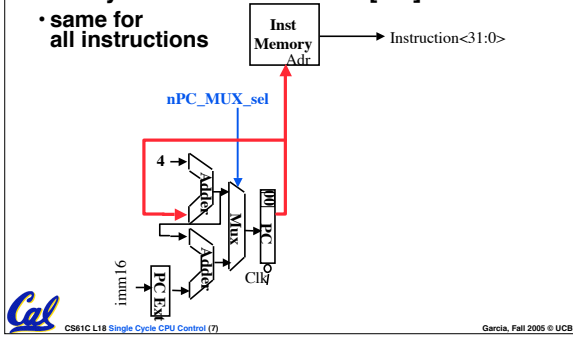 • same for
all instructions
Inst
Memory
Adr
Instruction<31:0>
nPC_MUX_sel
4
Adder
Adder
Mux
00
PC
Clk
imm16
PC Ext
Cal
CS61C L18 Single Cycle CPU Control (7)
Garcia, Fall 2005 © UCB